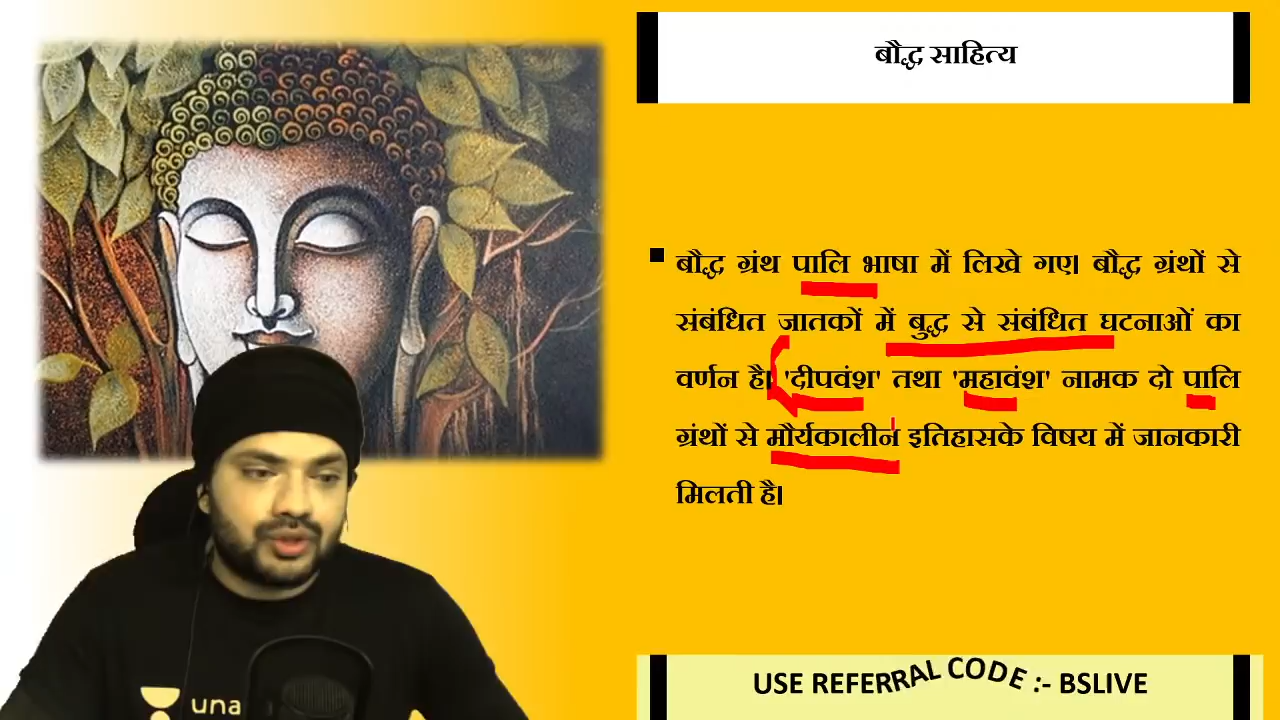 बौद्ध साहित्य
बौद्ध ग्रंथ पालि भाषा में लिखे गए। बौद्ध ग्रंथों से
संबंधित जातकों में बुद्ध से संबंधित घटनाओं का
वर्णन है। 'दीपवंश' तथा 'महावंश' नामक दो पालि
ग्रंथों से मौर्यकालीन इतिहासके विषय में जानकारी
मिलती है।
una
USE REFERRAL CODE :- BSLIVE